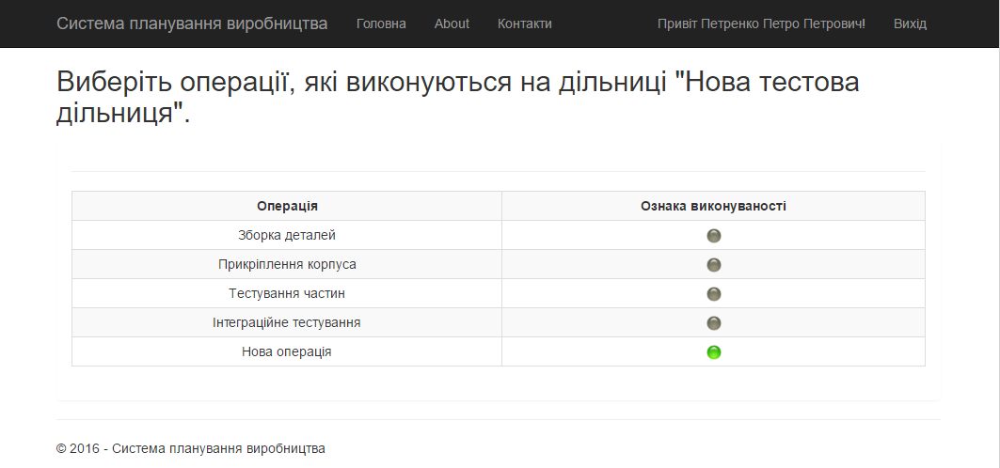 Система планування виробництва Головна About Контакти Привіт Петренко Петро Петрович! Вихід
Виберіть операції, які виконуються на дільниці "Нова тестова
дільниця".
Операція Ознака виконуваності
Зборка деталей
Прикріплення корпуса
Тестування частин
Інтеграційне тестування
Нова операція
© 2016 - Система планування виробництва